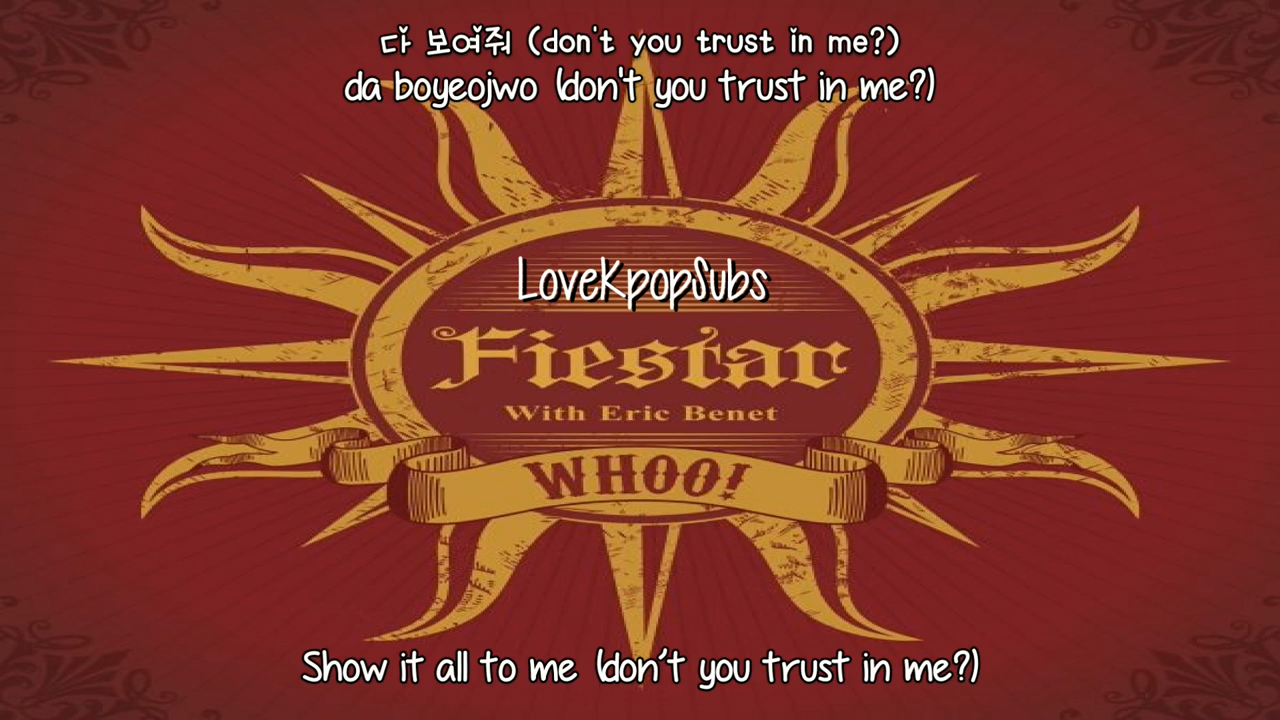 다 보여줘 (don't you trust in me?)
da boyeojwo (don't you trust in me?)
LoveKpopSubs
Fiestar
With Eric Benet
WHOO!
Show it all to me (don't you trust in me?)